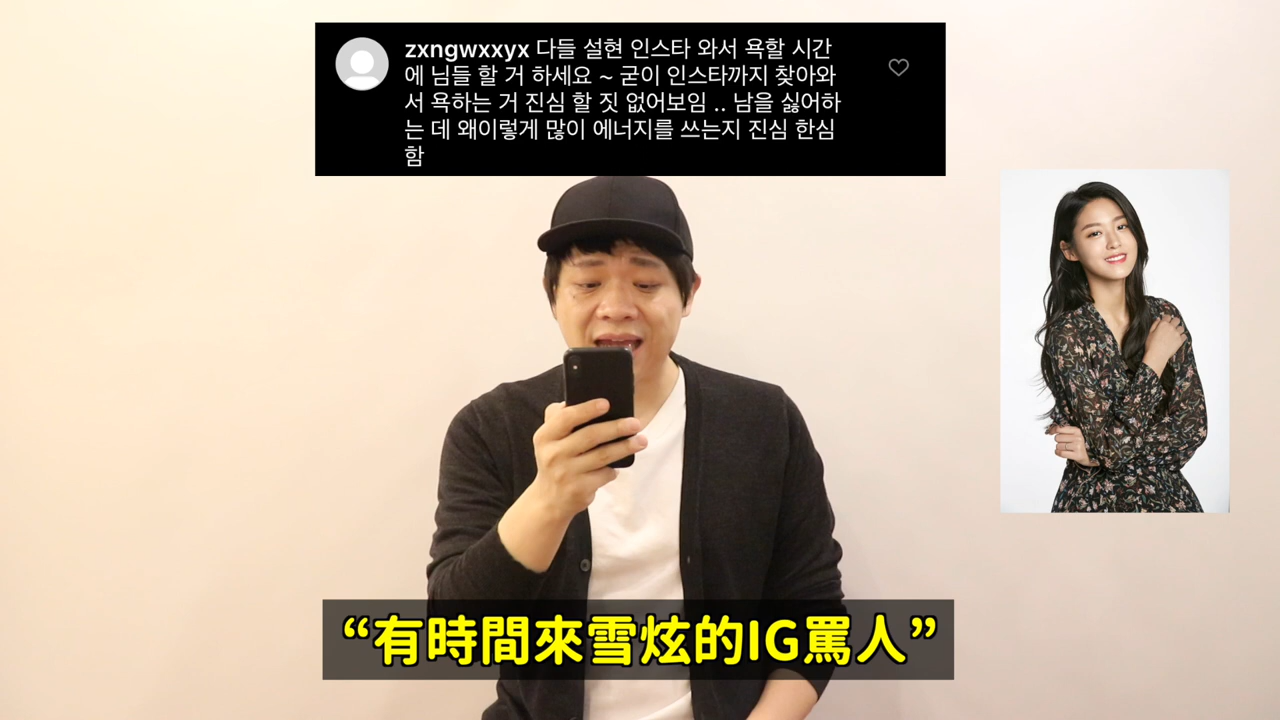 zxngwxxyx 다들 설현 인스타 와서 욕할 시간
에 님들 할 거 하세요 ~ 굳이 인스타까지 찾아와
서 욕하는 거 진심 할 짓 없어보임 .. 남을 싫어하
는 데 왜이렇게 많이 에너지를 쓰는지 진심 한심
함
“有時間來雪炫的IG罵人”